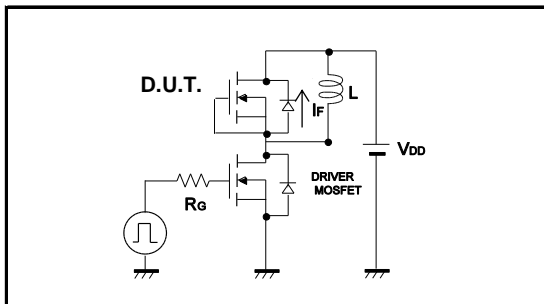 D.U.T.
IF
L
VDD
DRIVER
MOSFET
RG